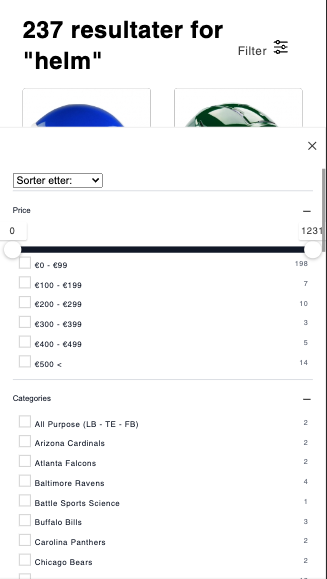 237 resultater for
"helm"
Filter
Sorter etter:
Price
0
1231
€0 - €99
198
€100 - €199
7
€200 - €299
10
€300 - €399
3
€400 - €499
5
€500 <
14
Categories
All Purpose (LB - TE - FB)
2
Arizona Cardinals
2
Atlanta Falcons
2
Baltimore Ravens
4
Battle Sports Science
1
Buffalo Bills
3
Carolina Panthers
2
Chicago Bears
2